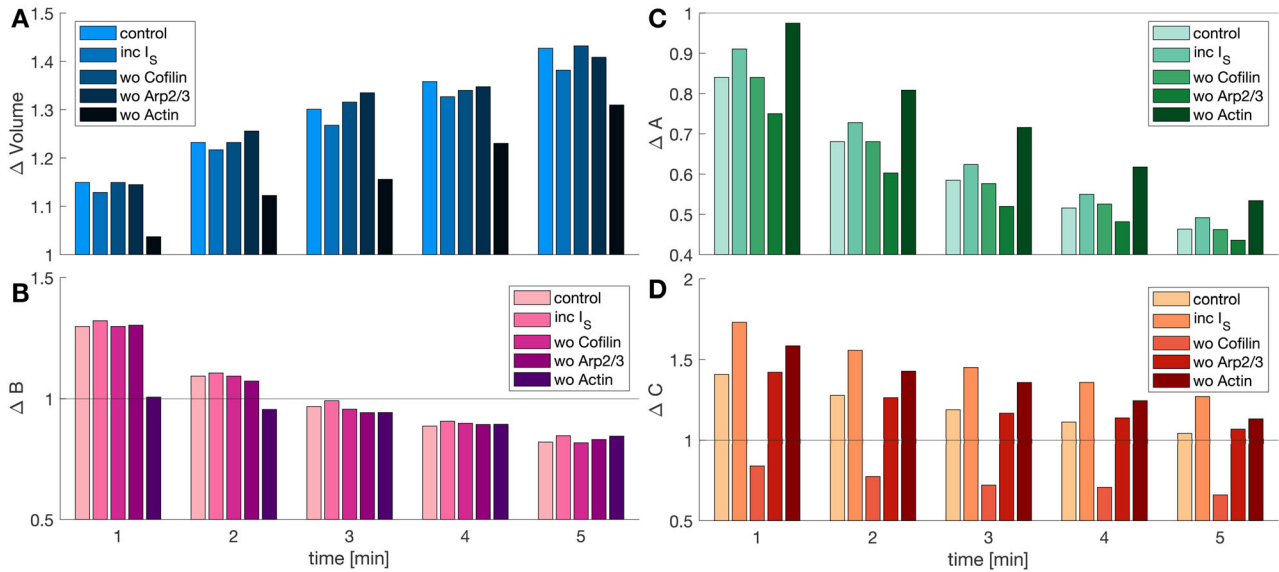 A
Δ Volume
1.5
1.4
1.3
1.2
1.1
1
control
inc I_S
wo Cofilin
wo Arp2/3
wo Actin
B
Δ B
1.5
1
0.5
control
inc I_S
wo Cofilin
wo Arp2/3
wo Actin
1 2 3 4 5
time [min]
C
Δ A
1
0.9
0.8
0.7
0.6
0.5
0.4
control
inc I_S
wo Cofilin
wo Arp2/3
wo Actin
D
Δ C
2
1.5
1
0.5
control
inc I_S
wo Cofilin
wo Arp2/3
wo Actin
1 2 3 4 5
time [min]